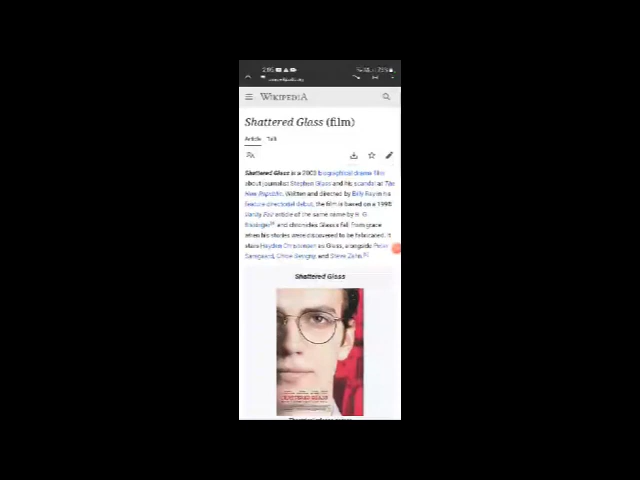 WIKIPEDIA
Shattered Glass (film)
Article Talk
Shattered Glass is a 2003 biographical drama film
about journalist Stephen Glass and his scandal at The
New Republic. Written and directed by Billy Ray in his
feature directorial debut, the film is based on a 1998
Vanity Fair article of the same name by H. G.
Bissinger and chronicles Glass's fall from grace
when his stories were discovered to be fabricated. It
stars Hayden Christensen as Glass, alongside Peter
Sarsgaard, Chloë Sevigny and Steve Zahn.
Shattered Glass
SHATTERED GLASS